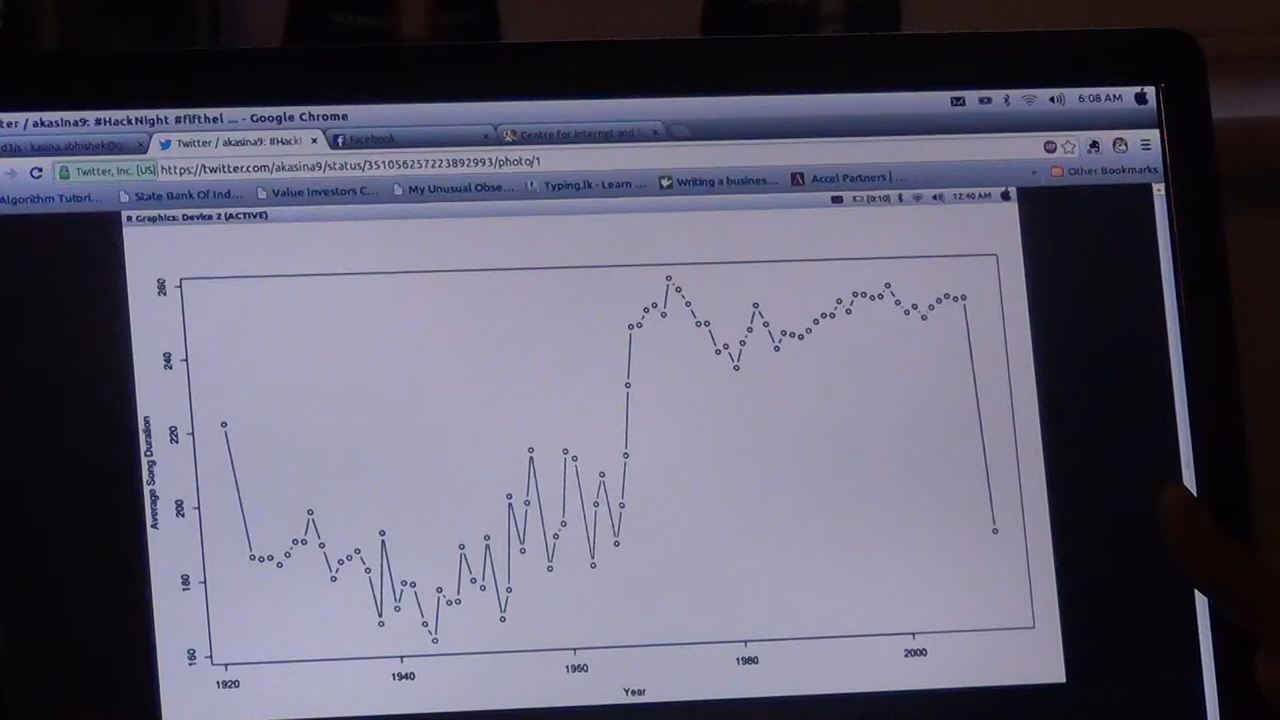 ter / akasina9: #HackNight #fifthel ... - Google Chrome
6:08 AM
d3js - kasina.abhishek@g
Twitter / akasina9: #Hack!
Facebook
Centre for Internet and
Twitter, Inc. [US] https://twitter.com/akasina9/status/351056257223892993/photo/1
Algorithm Tutori...
State Bank Of Ind...
Value Investors C...
My Unusual Obse...
Typing.lk - Learn ...
Writing a busines...
Accel Partners | ...
Other Bookmarks
R Graphics: Device 2 (ACTIVE)
(0:10)
12:40 AM
260
240
220
200
180
160
Average Song Duration
1920
1940
1960
1980
2000
Year